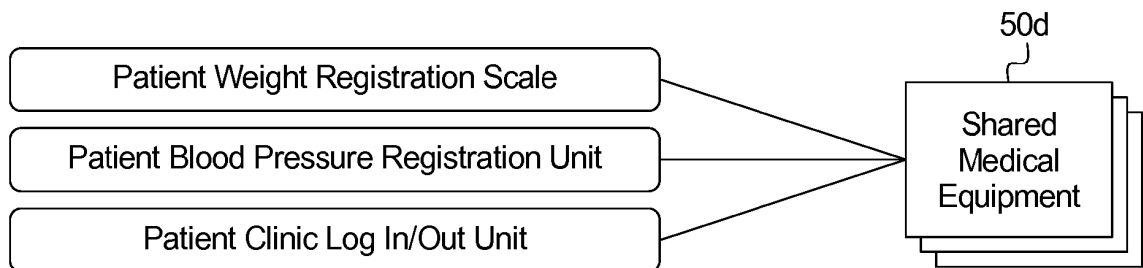 50d
Patient Weight Registration Scale
Patient Blood Pressure Registration Unit
Patient Clinic Log In/Out Unit
Shared
Medical
Equipment